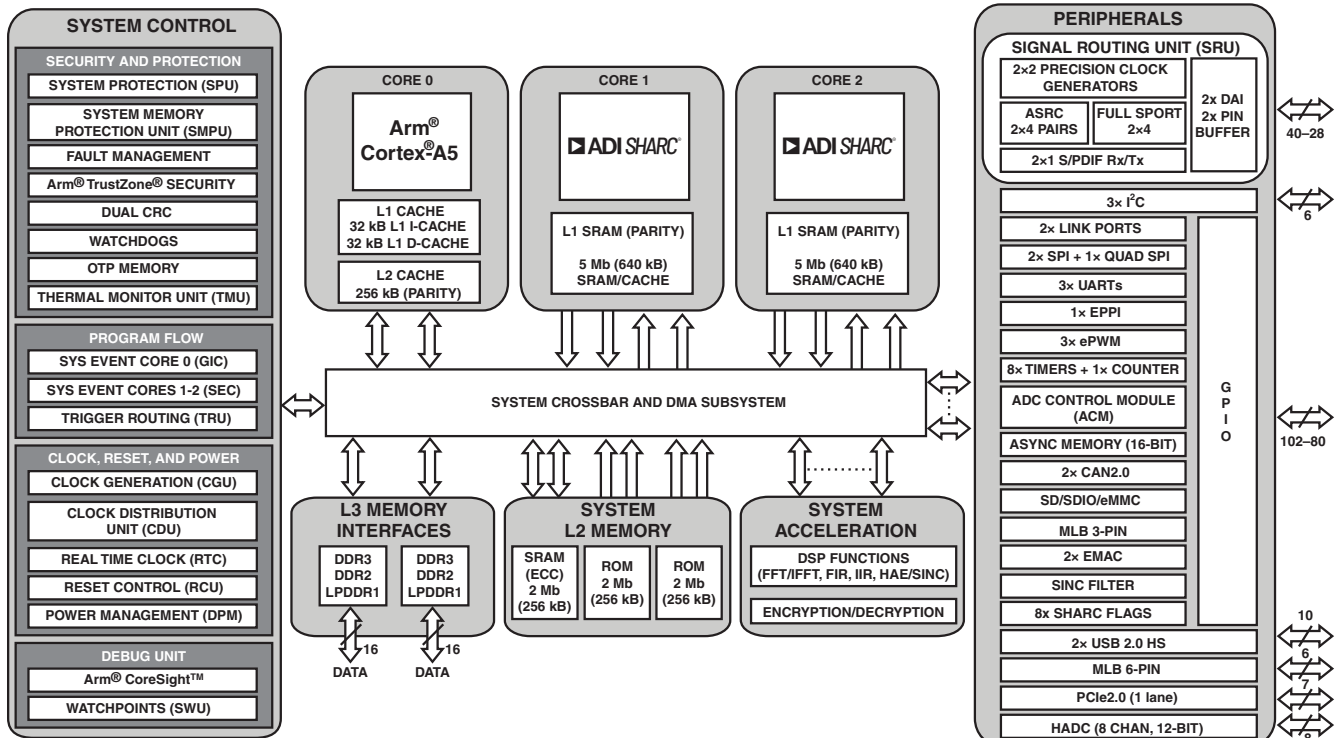 SYSTEM CONTROL
SECURITY AND PROTECTION
SYSTEM PROTECTION (SPU)
SYSTEM MEMORY
PROTECTION UNIT (SMPU)
FAULT MANAGEMENT
Arm® TrustZone® SECURITY
DUAL CRC
WATCHDOGS
OTP MEMORY
THERMAL MONITOR UNIT (TMU)
PROGRAM FLOW
SYS EVENT CORE 0 (GIC)
SYS EVENT CORES 1-2 (SEC)
TRIGGER ROUTING (TRU)
CLOCK, RESET, AND POWER
CLOCK GENERATION (CGU)
CLOCK DISTRIBUTION
UNIT (CDU)
REAL TIME CLOCK (RTC)
RESET CONTROL (RCU)
POWER MANAGEMENT (DPM)
DEBUG UNIT
Arm® CoreSight™
WATCHPOINTS (SWU)
CORE 0
Arm®
Cortex®-A5
L1 CACHE
32 kB L1 I-CACHE
32 kB L1 D-CACHE
L2 CACHE
256 kB (PARITY)
CORE 1
ADI SHARC®
L1 SRAM (PARITY)
5 Mb (640 kB)
SRAM/CACHE
CORE 2
ADI SHARC®
L1 SRAM (PARITY)
5 Mb (640 kB)
SRAM/CACHE
SYSTEM CROSSBAR AND DMA SUBSYSTEM
L3 MEMORY
INTERFACES
DDR3
DDR2
LPDDR1
16
DATA
DDR3
DDR2
LPDDR1
16
DATA
SYSTEM
L2 MEMORY
SRAM
(ECC)
2 Mb
(256 kB)
ROM
2 Mb
(256 kB)
ROM
2 Mb
(256 kB)
SYSTEM
ACCELERATION
DSP FUNCTIONS
(FFT/IFFT, FIR, IIR, HAE/SINC)
ENCRYPTION/DECRYPTION
PERIPHERALS
SIGNAL ROUTING UNIT (SRU)
2×2 PRECISION CLOCK
GENERATORS
ASRC
2×4 PAIRS
FULL SPORT
2×4
2×1 S/PDIF Rx/Tx
2x DAI
2x PIN
BUFFER
40–28
3× I²C
6
2× LINK PORTS
2× SPI + 1× QUAD SPI
3× UARTs
1× EPPI
3× ePWM
8× TIMERS + 1× COUNTER
ADC CONTROL MODULE
(ACM)
ASYNC MEMORY (16-BIT)
2× CAN2.0
SD/SDIO/eMMC
MLB 3-PIN
2× EMAC
SINC FILTER
8x SHARC FLAGS
G
P
I
O
102–80
2× USB 2.0 HS
10
MLB 6-PIN
6
PCIe2.0 (1 lane)
7
HADC (8 CHAN, 12-BIT)
8